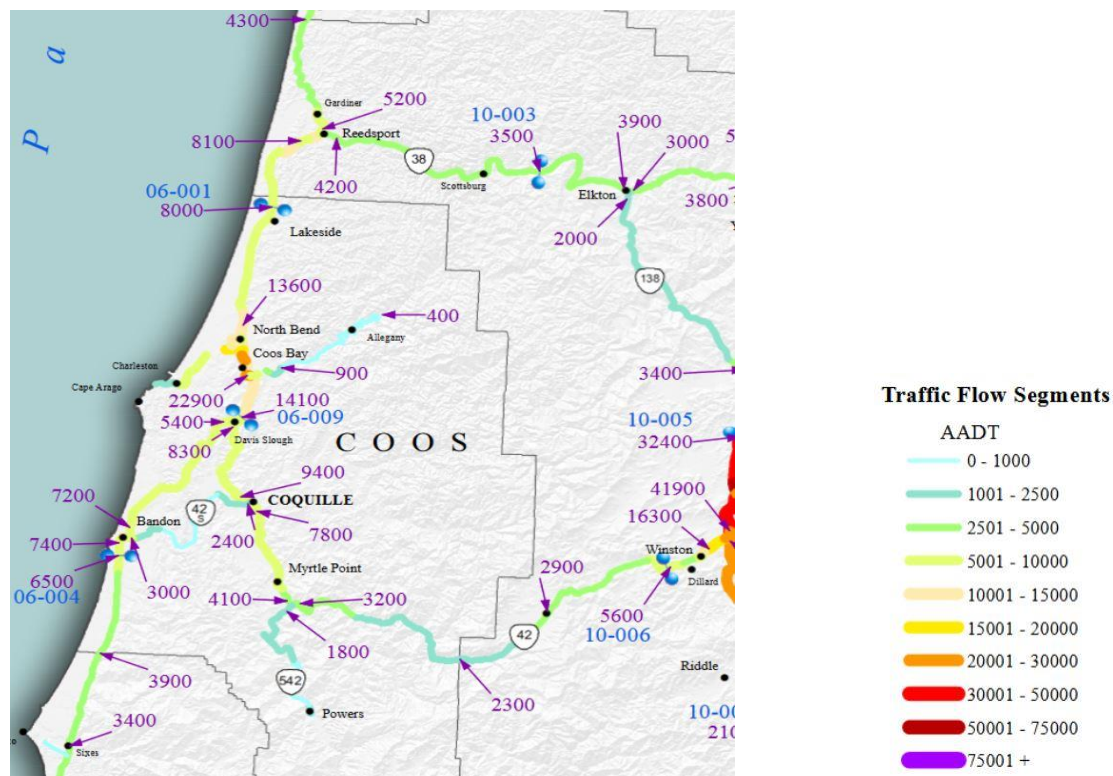 P a
4300
Gardiner
5200
10-003
3500
3900
3000
8100
Reedsport
38
4200
Scottsburg
Elkton
3800
06-001
8000
Lakeside
2000
138
13600
North Bend
400
Allegany
Coos Bay
Charleston
900
3400
Cape Arago
22900
14100
06-009
5400
8300
Davis Slough
COOS
10-005
32400
9400
COQUILLE
42
S
7200
Bandon
2400
7800
41900
16300
Winston
7400
6500
3000
06-004
Myrtle Point
2900
Dillard
5600
10-006
4100
3200
1800
42
Riddle
3900
542
2300
Powers
3400
Sixes
Traffic Flow Segments
AADT
0 - 1000
1001 - 2500
2501 - 5000
5001 - 10000
10001 - 15000
15001 - 20000
20001 - 30000
30001 - 50000
50001 - 75000
75001 +